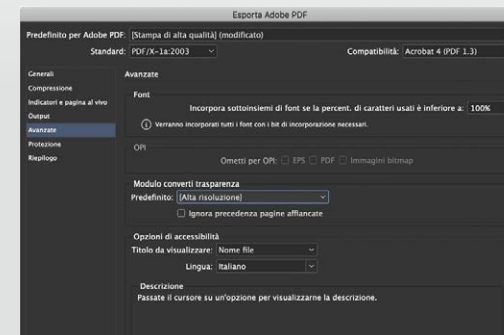 Esporta Adobe PDF
Predefinito per Adobe PDF: [Stampa di alta qualità] (modificato)
Standard: PDF/X-1a:2003 Compatibilità: Acrobat 4 (PDF 1.3)
Generali
Compressione
Indicatori e pagina al vivo
Output
Avanzate
Protezione
Riepilogo
Avanzate
Font
Incorpora sottoinsiemi di font se la percent. di caratteri usati è inferiore a: 100%
Verranno incorporati tutti i font con i bit di incorporazione necessari.
OPI
Ometti per OPI: EPS PDF Immagini bitmap
Modulo converti trasparenza
Predefinito: [Alta risoluzione]
Ignora precedenza pagine affiancate
Opzioni di accessibilità
Titolo da visualizzare: Nome file
Lingua: Italiano
Descrizione
Passate il cursore su un'opzione per visualizzarne la descrizione.